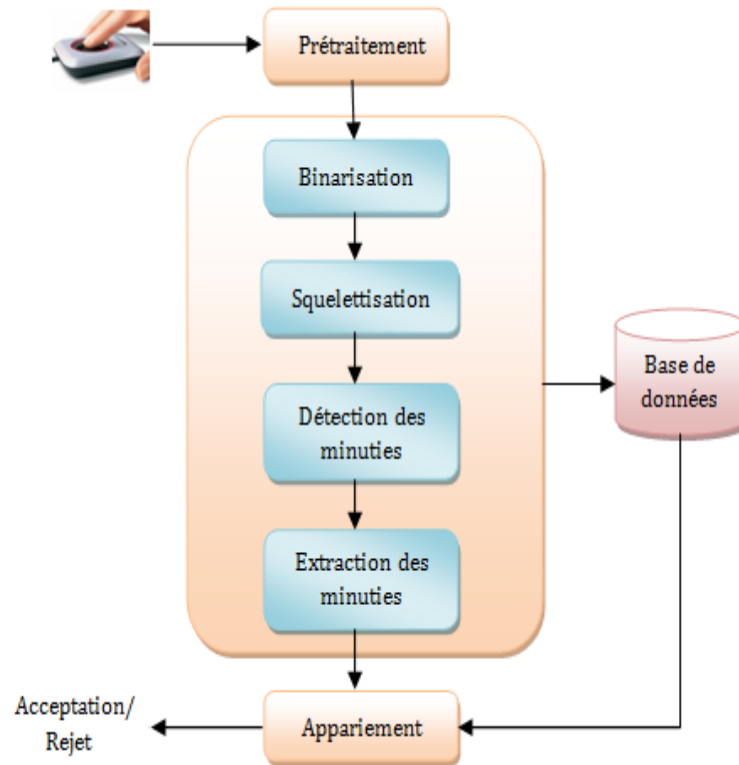 Prétraitement
Binarisation
Squelettisation
Base de
données
Détection des
minuties
Extraction des
minuties
Acceptation/
Rejet
Appariement